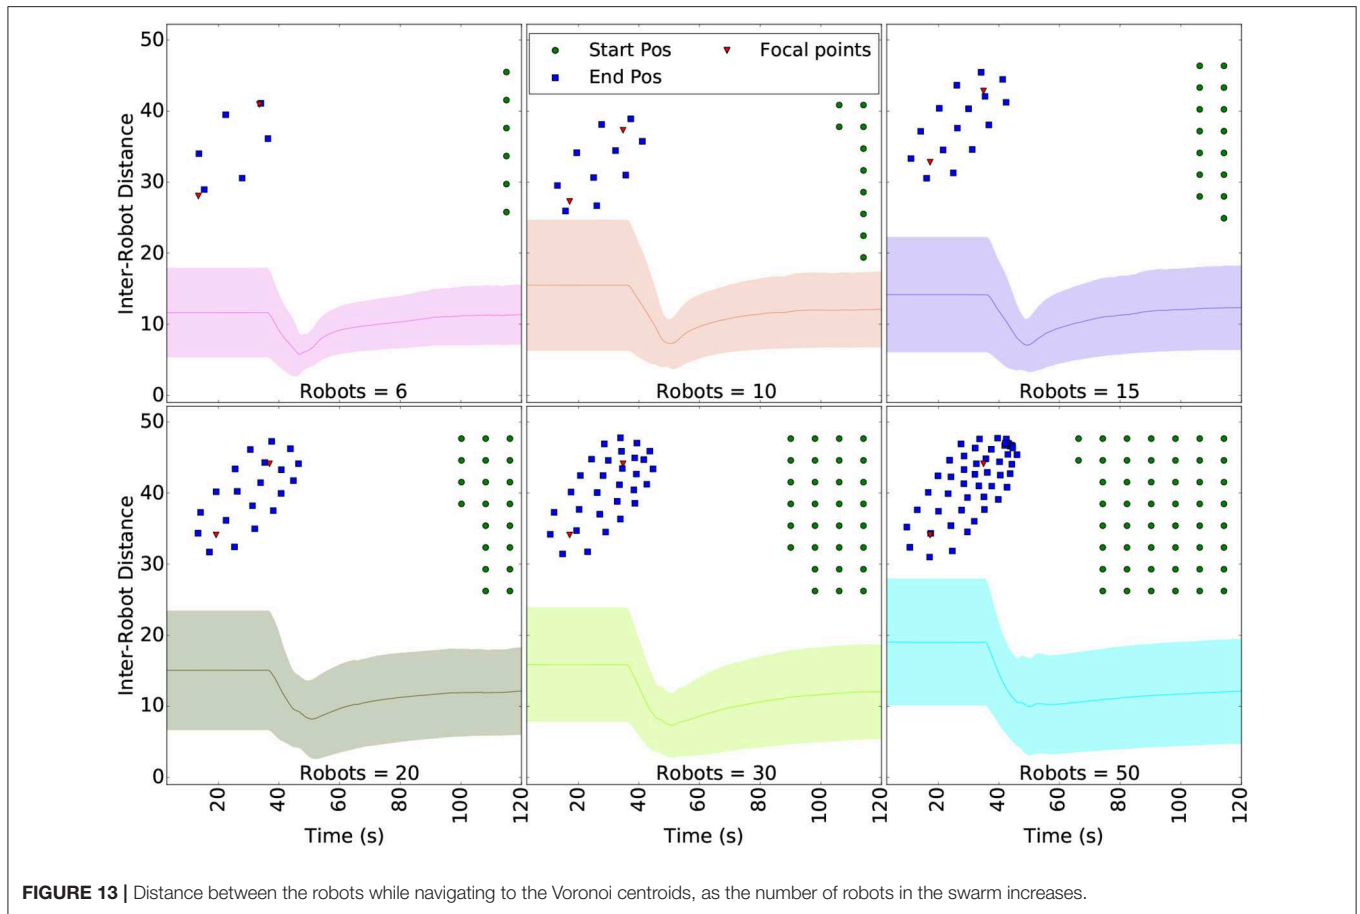 50
40
30
20
10
0
Inter-Robot Distance
Start Pos
End Pos
Focal points
Robots = 6
Robots = 10
Robots = 15
50
40
30
20
10
0
Inter-Robot Distance
Robots = 20
Robots = 30
Robots = 50
20 40 60 80 100 120
20 40 60 80 100 120
20 40 60 80 100 120
Time (s)
Time (s)
Time (s)
FIGURE 13 | Distance between the robots while navigating to the Voronoi centroids, as the number of robots in the swarm increases.